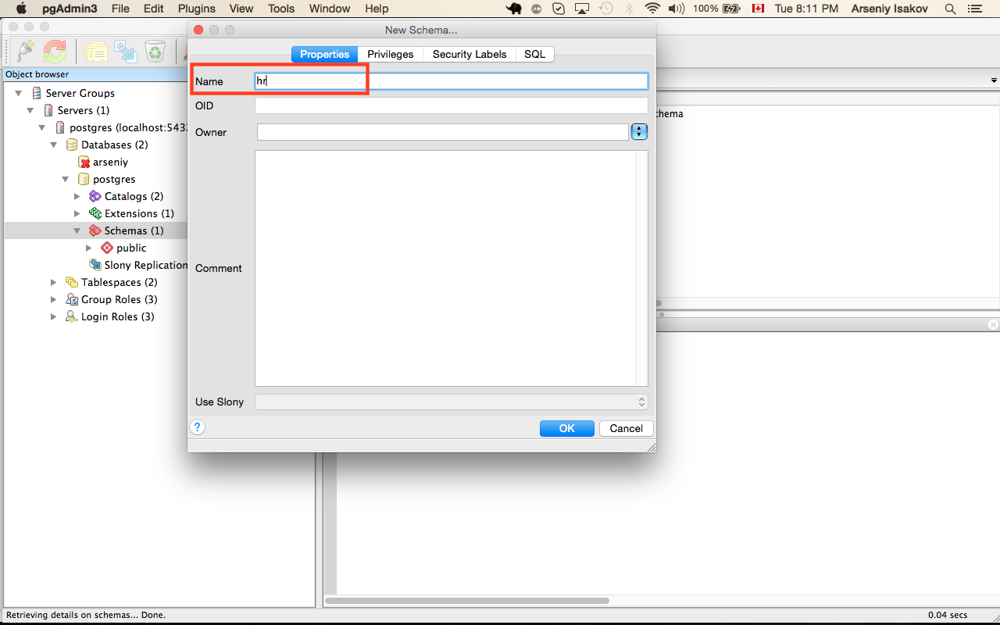 pgAdmin3 File Edit Plugins View Tools Window Help 100% Tue 8:11 PM Arseniy Isakov
New Schema...
Properties Privileges Security Labels SQL
Object browser
Server Groups
Servers (1)
postgres (localhost:5432
Databases (2)
arseniy
postgres
Catalogs (2)
Extensions (1)
Schemas (1)
public
Slony Replication
Tablespaces (2)
Group Roles (3)
Login Roles (3)
Name hr
OID
Owner
Comment
Use Slony
? OK Cancel
chema
Retrieving details on schemas... Done. 0.04 secs